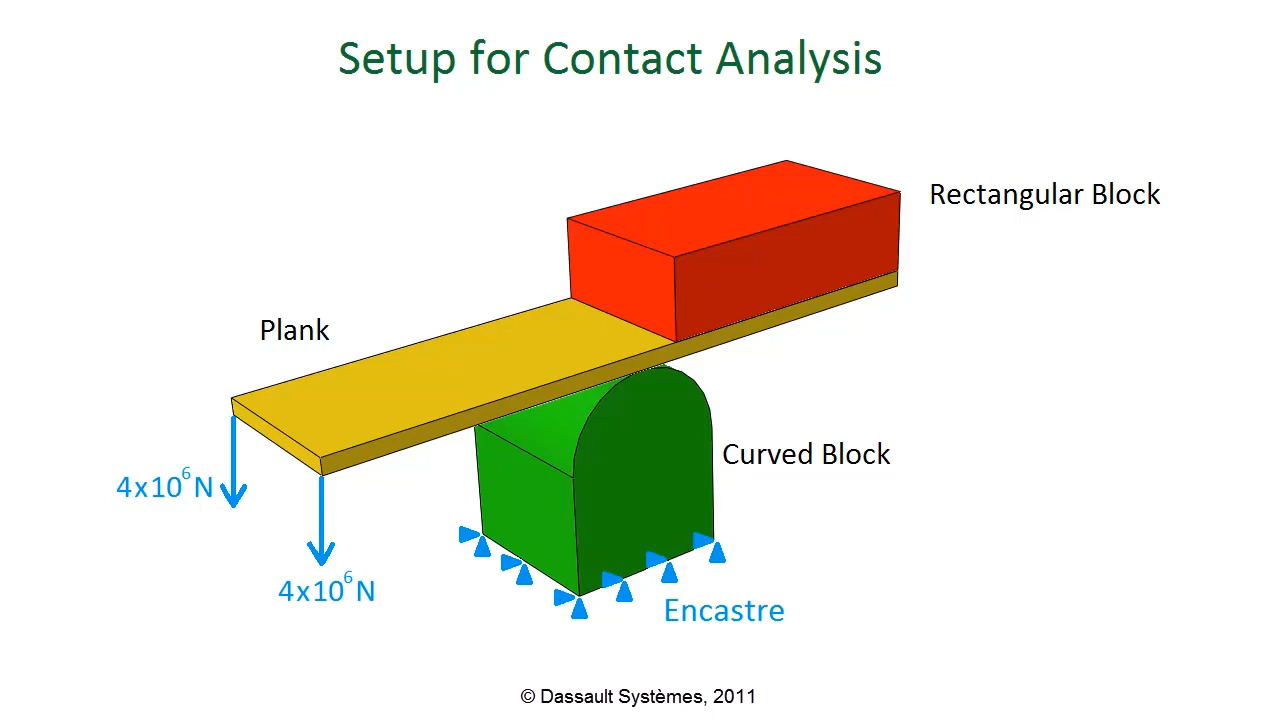 Setup for Contact Analysis
Rectangular Block
Plank
Curved Block
4x10⁶N
4x10⁶N
Encastre
© Dassault Systèmes, 2011